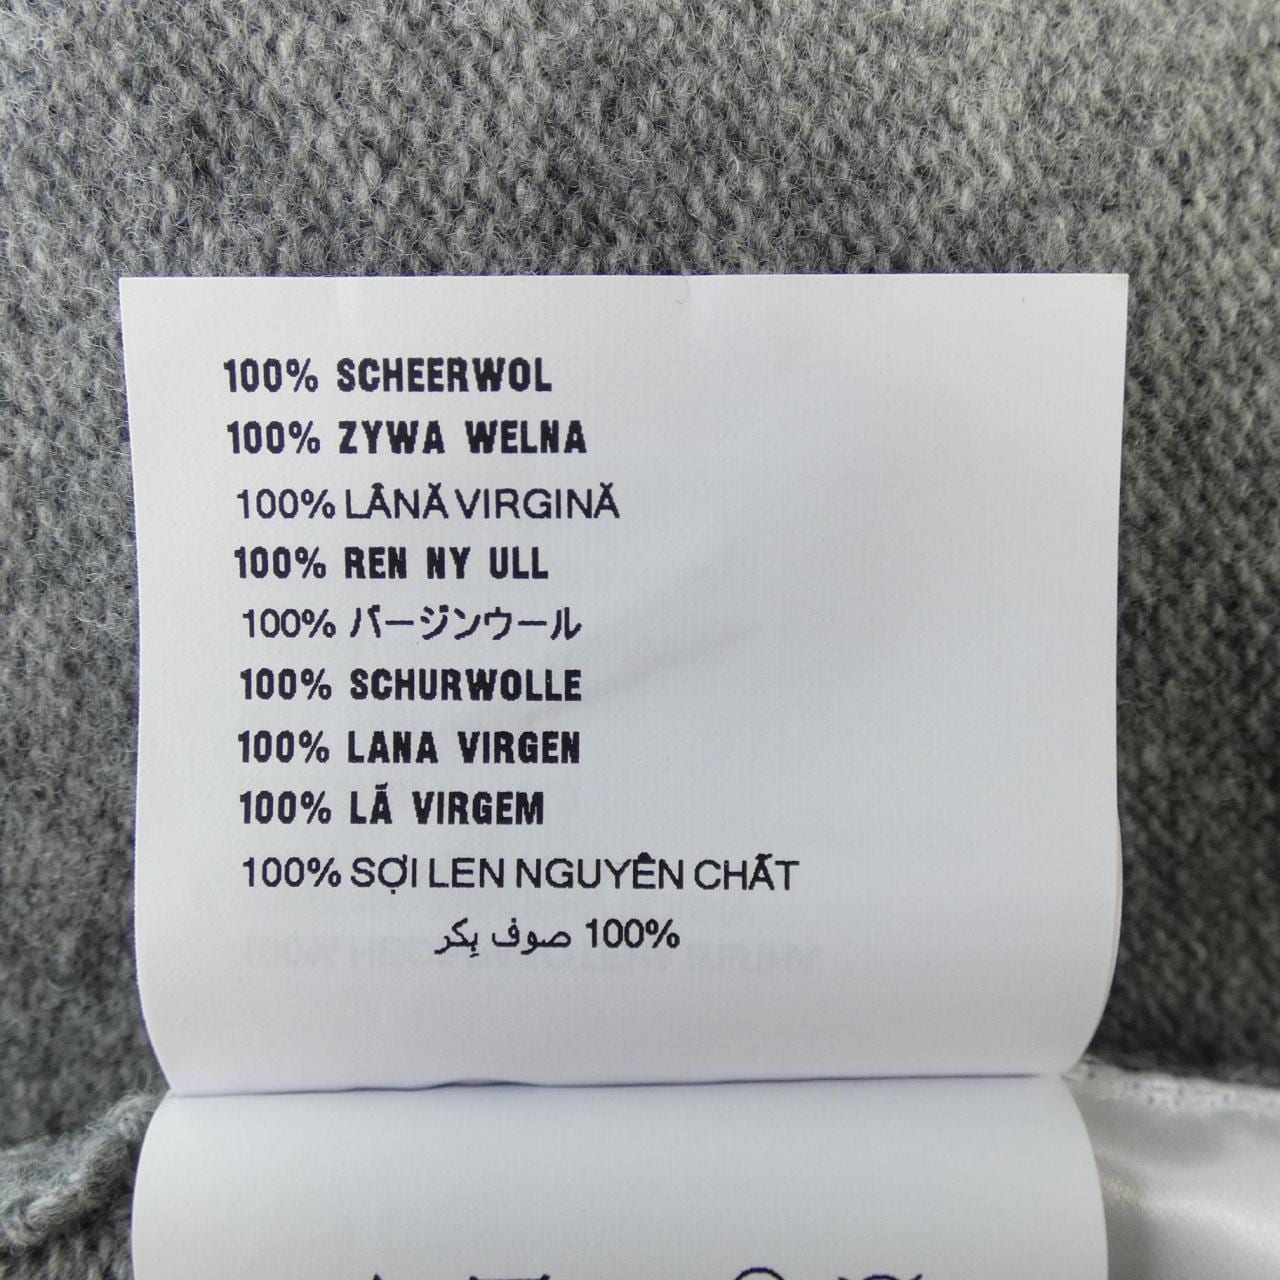 100% SCHEERWOL
100% ZYWA WELNA
100% LÂNĂ VIRGINĂ
100% REN NY ULL
100% バージンウール
100% SCHURWOLLE
100% LANA VIRGEN
100% LÃ VIRGEM
100% SỢI LEN NGUYÊN CHẤT
100% صوف بِكر